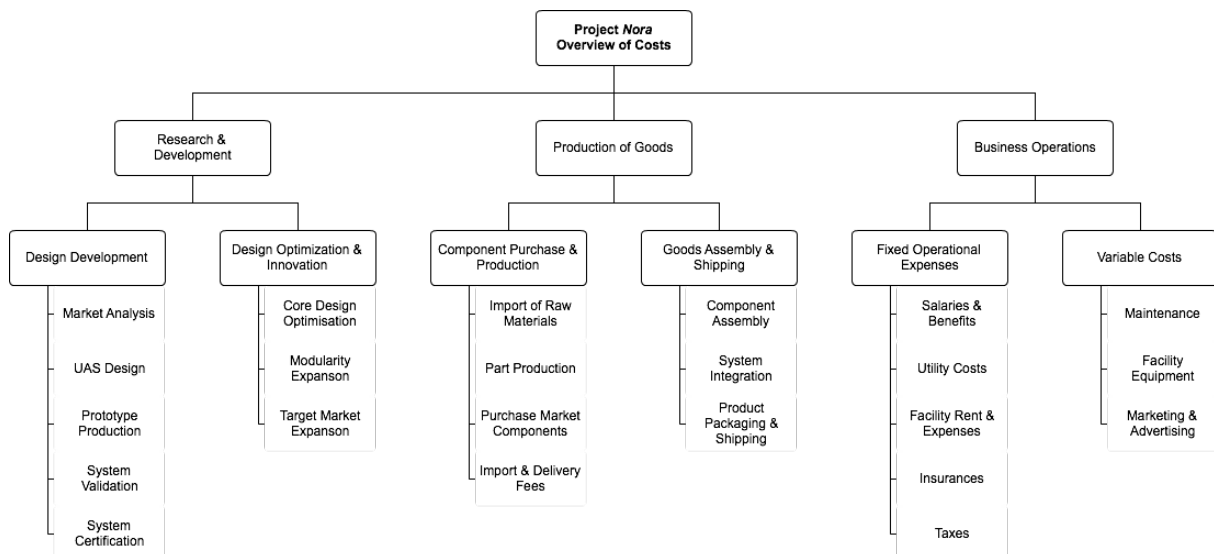 Project Nora
Overview of Costs
Research &
Development
Production of Goods
Business Operations
Design Development
Design Optimization &
Innovation
Component Purchase &
Production
Goods Assembly &
Shipping
Fixed Operational
Expenses
Variable Costs
Market Analysis
UAS Design
Prototype
Production
System
Validation
System
Certification
Core Design
Optimisation
Modularity
Expanson
Target Market
Expanson
Import of Raw
Materials
Part Production
Purchase Market
Components
Import & Delivery
Fees
Component
Assembly
System
Integration
Product
Packaging &
Shipping
Salaries &
Benefits
Utility Costs
Facility Rent &
Expenses
Insurances
Taxes
Maintenance
Facility
Equipment
Marketing &
Advertising